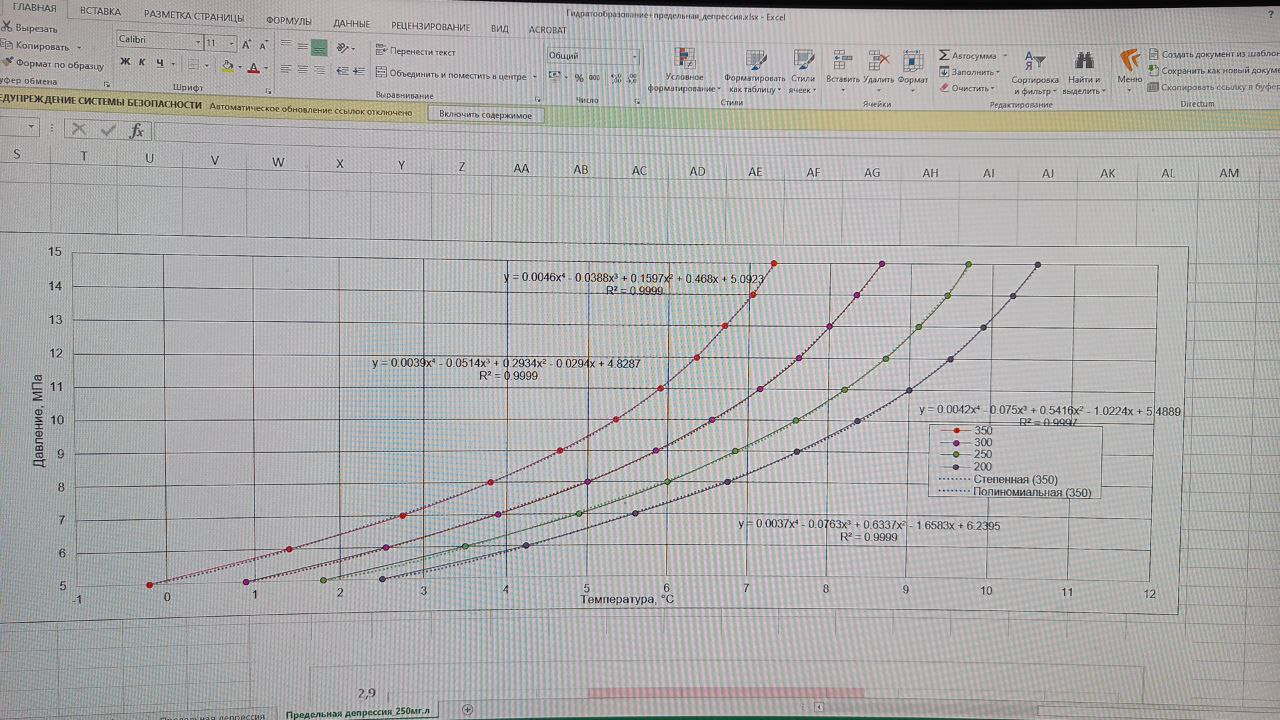 Гидратообразование+предельная_депрессия.xlsx - Excel
?
ГЛАВНАЯ ВСТАВКА РАЗМЕТКА СТРАНИЦЫ ФОРМУЛЫ ДАННЫЕ РЕЦЕНЗИРОВАНИЕ ВИД ACROBAT
Вырезать
Копировать
Формат по образцу
уфер обмена
Calibri 11
Ж К Ч
Шрифт
Перенести текст
Объединить и поместить в центре
Выравнивание
Общий
% 000
Число
Условное форматирование
Форматировать как таблицу
Стили ячеек
Стили
Вставить Удалить Формат
Ячейки
Автосумма
Заполнить
Очистить
Сортировка и фильтр
Найти и выделить
Редактирование
Меню
Создать документ из шабло
Сохранить как новый докуме
Скопировать ссылку в буфер
Directum
ЕДУПРЕЖДЕНИЕ СИСТЕМЫ БЕЗОПАСНОСТИ Автоматическое обновление ссылок отключено Включить содержимое
fx
S T U V W X Y Z AA AB AC AD AE AF AG AH AI AJ AK AL AM
15
14
13
12
11
10
9
8
7
6
5
Давление, МПа
y = 0.0046x⁴ - 0.0388x³ + 0.1597x² + 0.468x + 5.0923
R² = 0.9999
y = 0.0039x⁴ - 0.0514x³ + 0.2934x² - 0.0294x + 4.8287
R² = 0.9999
y = 0.0042x⁴ - 0.075x³ + 0.5416x² - 1.0224x + 5.4889
R² = 0.9997
350
300
250
200
Степенная (350)
Полиномиальная (350)
y = 0.0037x⁴ - 0.0763x³ + 0.6337x² - 1.6583x + 6.2395
R² = 0.9999
-1 0 1 2 3 4 5 6 7 8 9 10 11 12
Температура, °C
2,9
Предельная депрессия
Предельная депрессия_250мг.л